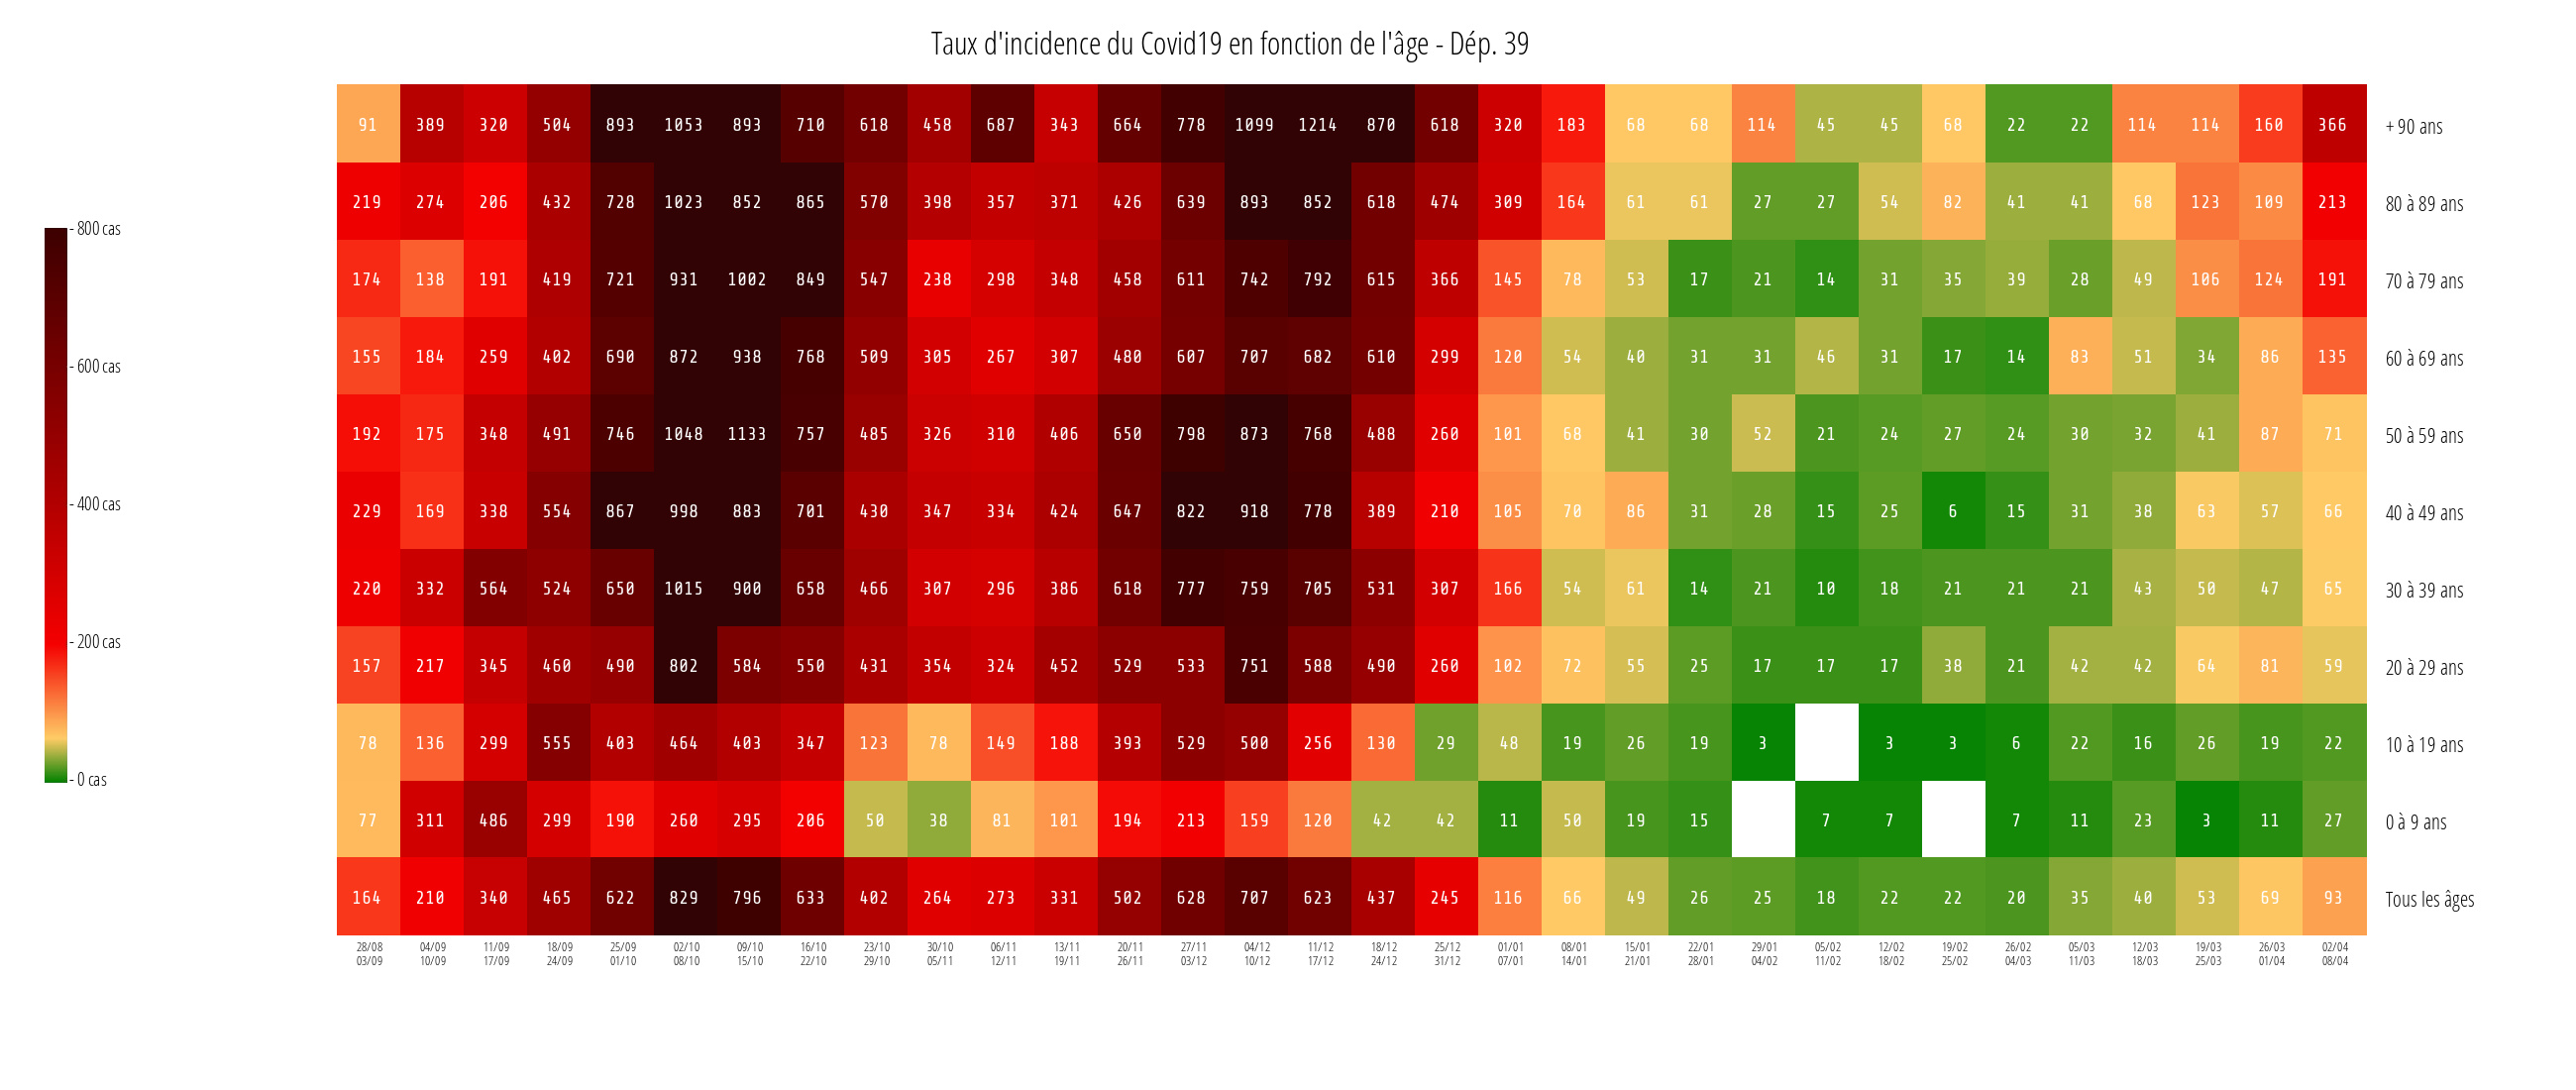 Taux d'incidence du Covid19 en fonction de l'âge - Dép. 39
- 800 cas
- 600 cas
- 400 cas
- 200 cas
- 0 cas
91 389 320 504 893 1053 893 710 618 458 687 343 664 778 1099 1214 870 618 320 183 68 68 114 45 45 68 22 22 114 114 160 366 + 90 ans
219 274 206 432 728 1023 852 865 570 398 357 371 426 639 893 852 618 474 309 164 61 61 27 27 54 82 41 41 68 123 109 213 80 à 89 ans
174 138 191 419 721 931 1002 849 547 238 298 348 458 611 742 792 615 366 145 78 53 17 21 14 31 35 39 28 49 106 124 191 70 à 79 ans
155 184 259 402 690 872 938 768 509 305 267 307 480 607 707 682 610 299 120 54 40 31 31 46 31 17 14 83 51 34 86 135 60 à 69 ans
192 175 348 491 746 1048 1133 757 485 326 310 406 650 798 873 768 488 260 101 68 41 30 52 21 24 27 24 30 32 41 87 71 50 à 59 ans
229 169 338 554 867 998 883 701 430 347 334 424 647 822 918 778 389 210 105 70 86 31 28 15 25 6 15 31 38 63 57 66 40 à 49 ans
220 332 564 524 650 1015 900 658 466 307 296 386 618 777 759 705 531 307 166 54 61 14 21 10 18 21 21 21 43 50 47 65 30 à 39 ans
157 217 345 460 490 802 584 550 431 354 324 452 529 533 751 588 490 260 102 72 55 25 17 17 17 38 21 42 42 64 81 59 20 à 29 ans
78 136 299 555 403 464 403 347 123 78 149 188 393 529 500 256 130 29 48 19 26 19 3 3 3 6 22 16 26 19 22 10 à 19 ans
77 311 486 299 190 260 295 206 50 38 81 101 194 213 159 120 42 42 11 50 19 15 7 7 7 11 23 3 11 27 0 à 9 ans
164 210 340 465 622 829 796 633 402 264 273 331 502 628 707 623 437 245 116 66 49 26 25 18 22 22 20 35 40 53 69 93 Tous les âges
28/08 04/09 11/09 18/09 25/09 02/10 09/10 16/10 23/10 30/10 06/11 13/11 20/11 27/11 04/12 11/12 18/12 25/12 01/01 08/01 15/01 22/01 29/01 05/02 12/02 19/02 26/02 05/03 12/03 19/03 26/03 02/04
03/09 10/09 17/09 24/09 01/10 08/10 15/10 22/10 29/10 05/11 12/11 19/11 26/11 03/12 10/12 17/12 24/12 31/12 07/01 14/01 21/01 28/01 04/02 11/02 18/02 25/02 04/03 11/03 18/03 25/03 01/04 08/04